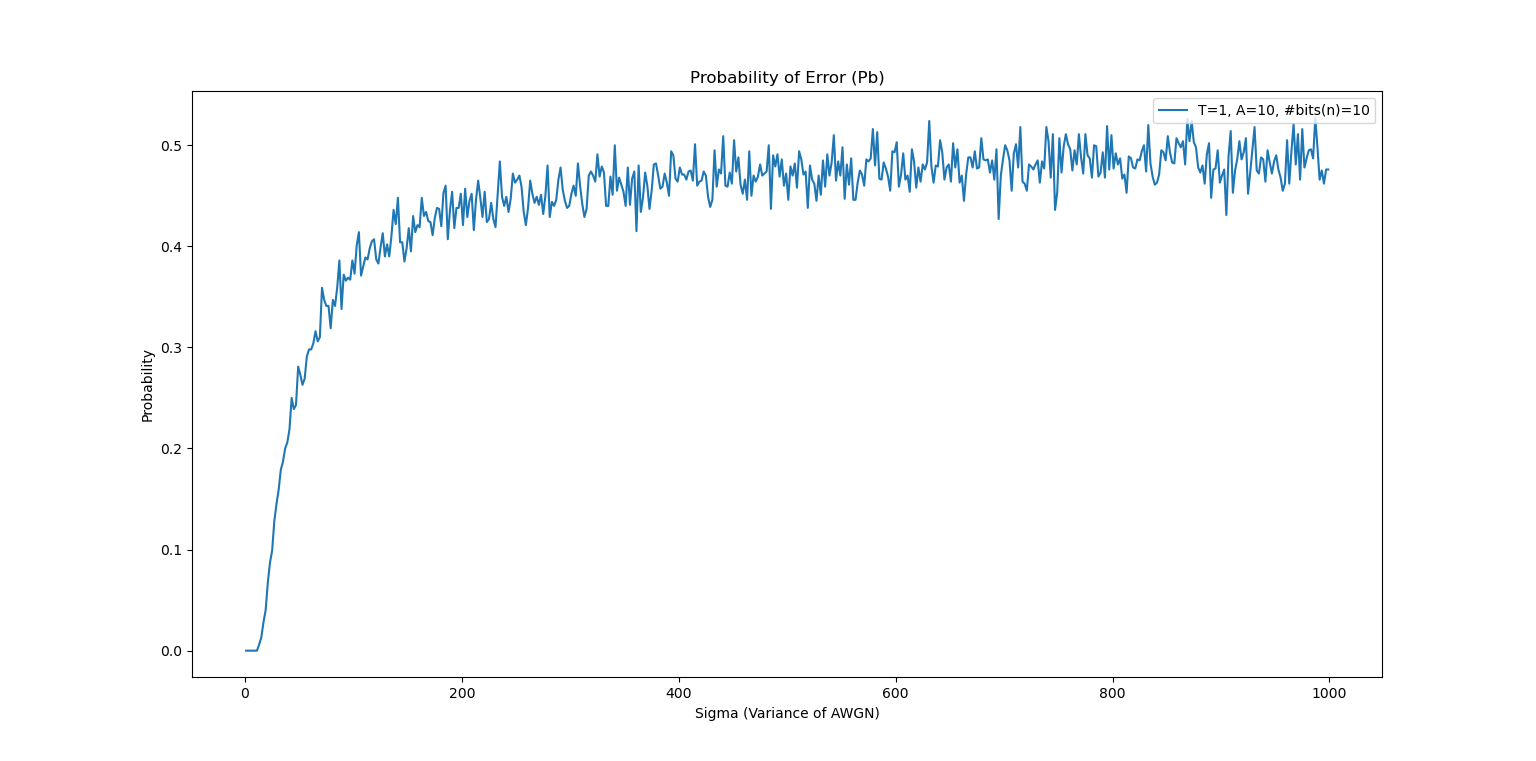 Probability of Error (Pb)
T=1, A=10, #bits(n)=10
Probability
0.5
0.4
0.3
0.2
0.1
0.0
0 200 400 600 800 1000
Sigma (Variance of AWGN)